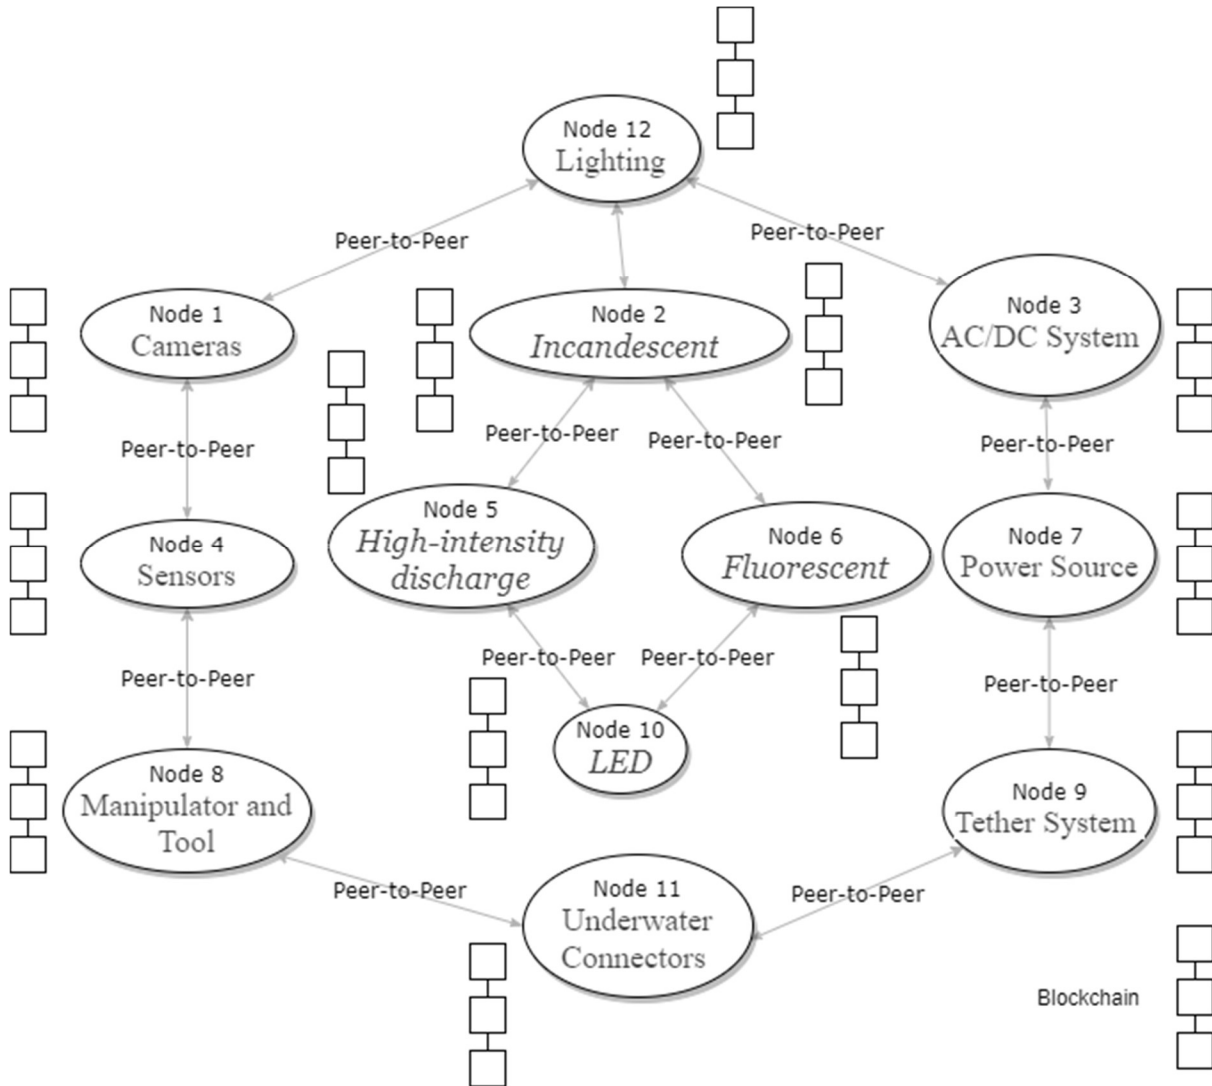 Node 12
Lighting
Peer-to-Peer
Peer-to-Peer
Node 1
Cameras
Node 2
Incandescent
Node 3
AC/DC System
Peer-to-Peer
Peer-to-Peer
Peer-to-Peer
Peer-to-Peer
Node 4
Sensors
Node 5
High-intensity
discharge
Node 6
Fluorescent
Node 7
Power Source
Peer-to-Peer
Peer-to-Peer
Peer-to-Peer
Peer-to-Peer
Node 10
LED
Node 8
Manipulator and
Tool
Node 9
Tether System
Peer-to-Peer
Peer-to-Peer
Node 11
Underwater
Connectors
Blockchain